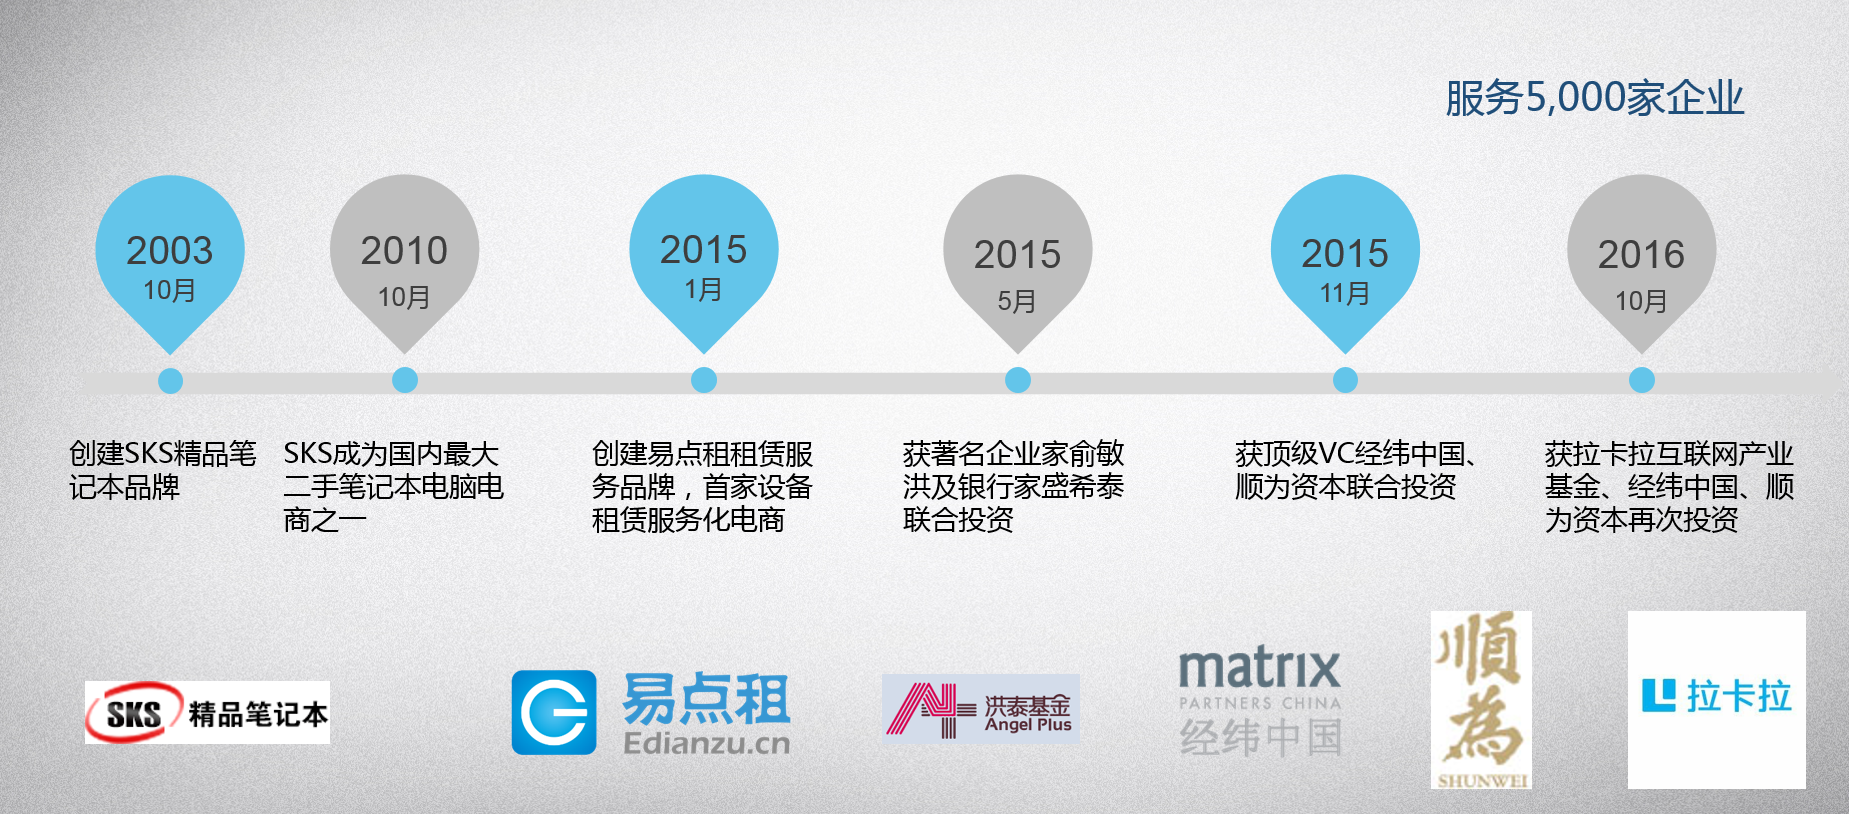 服务5,000家企业
2003
10月
2010
10月
2015
1月
2015
5月
2015
11月
2016
10月
创建SKS精品笔
记本品牌
SKS成为国内最大
二手笔记本电脑电
商之一
创建易点租租赁服
务品牌，首家设备
租赁服务化电商
获著名企业家俞敏
洪及银行家盛希泰
联合投资
获顶级VC经纬中国、
顺为资本联合投资
获拉卡拉互联网产业
基金、经纬中国、顺
为资本再次投资
SKS 精品笔记本
易点租
Edianzu.cn
洪泰基金
Angel Plus
matrix
PARTNERS CHINA
经纬中国
順
為
SHUNWEI
拉卡拉